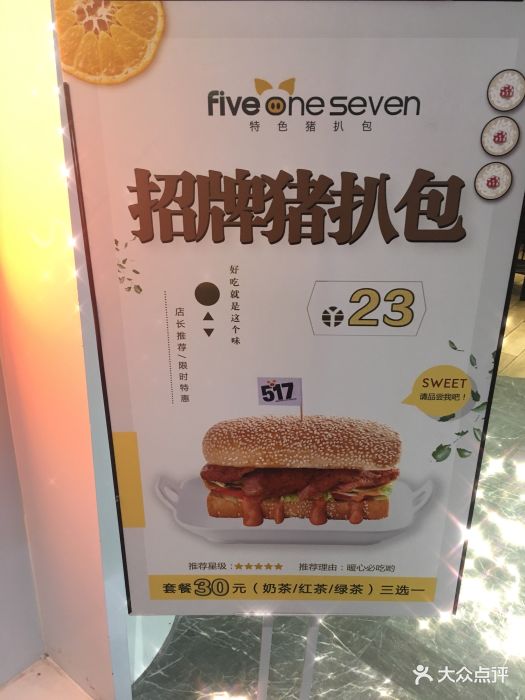 five one seven
特色猪扒包
招牌猪扒包
好吃就是这个味
店长推荐/限时特惠
¥23
SWEET
请品尝我吧！
517
推荐星级：★★★★★ 推荐理由：暖心必吃哟
套餐30元（奶茶/红茶/绿茶）三选一
大众点评